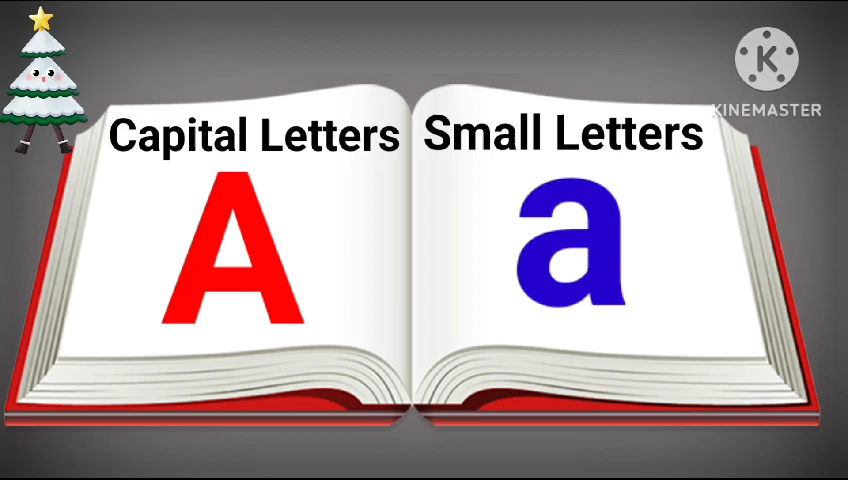 Capital Letters
Small Letters
A
a
K
KINEMASTER